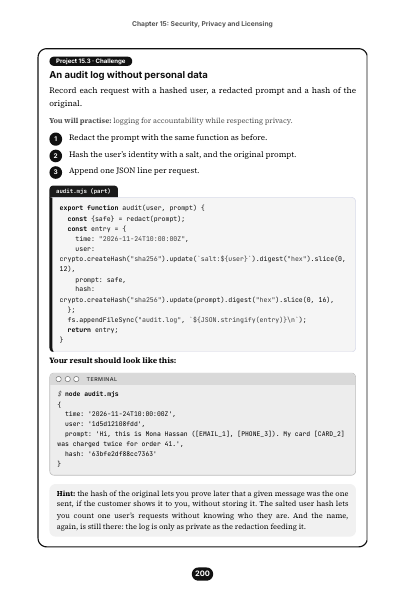 Chapter 15: Security, Privacy and Licensing
Project 15.3 · Challenge
An audit log without personal data
Record each request with a hashed user, a redacted prompt and a hash of the
original.
You will practise: logging for accountability while respecting privacy.
1 Redact the prompt with the same function as before.
2 Hash the user's identity with a salt, and the original prompt.
3 Append one JSON line per request.
audit.mjs (part)
export function audit(user, prompt) {
const {safe} = redact(prompt);
const entry = {
time: "2026-11-24T10:00:00Z",
user:
crypto.createHash("sha256").update(`salt:${user}`).digest("hex").slice(0,
12),
prompt: safe,
hash:
crypto.createHash("sha256").update(prompt).digest("hex").slice(0, 16),
};
fs.appendFileSync("audit.log", `${JSON.stringify(entry)}\n`);
return entry;
}
Your result should look like this:
TERMINAL
$ node audit.mjs
{
time: '2026-11-24T10:00:00Z',
user: '1d5d12108fdd',
prompt: 'Hi, this is Mona Hassan ([EMAIL_1], [PHONE_3]). My card [CARD_2]
was charged twice for order 41.',
hash: '63bfe2df88cc7363'
}
Hint: the hash of the original lets you prove later that a given message was the one
sent, if the customer shows it to you, without storing it. The salted user hash lets
you count one user's requests without knowing who they are. And the name,
again, is still there: the log is only as private as the redaction feeding it.
200